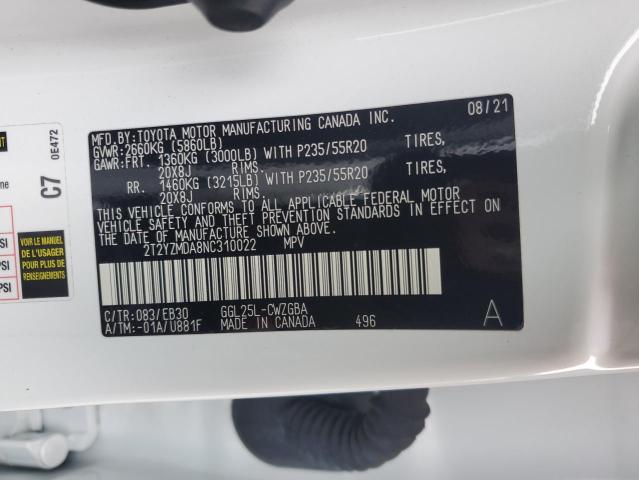 MFD.BY:TOYOTA MOTOR MANUFACTURING CANADA INC. 08/21
GVWR:2660KG (5860LB)
GAWR:FRT. 1360KG (3000LB) WITH P235/55R20 TIRES,
20X8J RIMS.
RR. 1460KG (3215LB) WITH P235/55R20 TIRES,
20X8J RIMS.
THIS VEHICLE CONFORMS TO ALL APPLICABLE FEDERAL MOTOR
VEHICLE SAFETY AND THEFT PREVENTION STANDARDS IN EFFECT ON
THE DATE OF MANUFACTURE SHOWN ABOVE.
2T2YZMDA8NC310022 MPV
C/TR:083/EB30 GGL25L-CWZGBA
A/TM:-01A/U881F MADE IN CANADA 496 A
C7 0E472
VOIR LE MANUEL
DE L'USAGER
POUR PLUS DE
RENSEIGNEMENTS
PSI
PSI